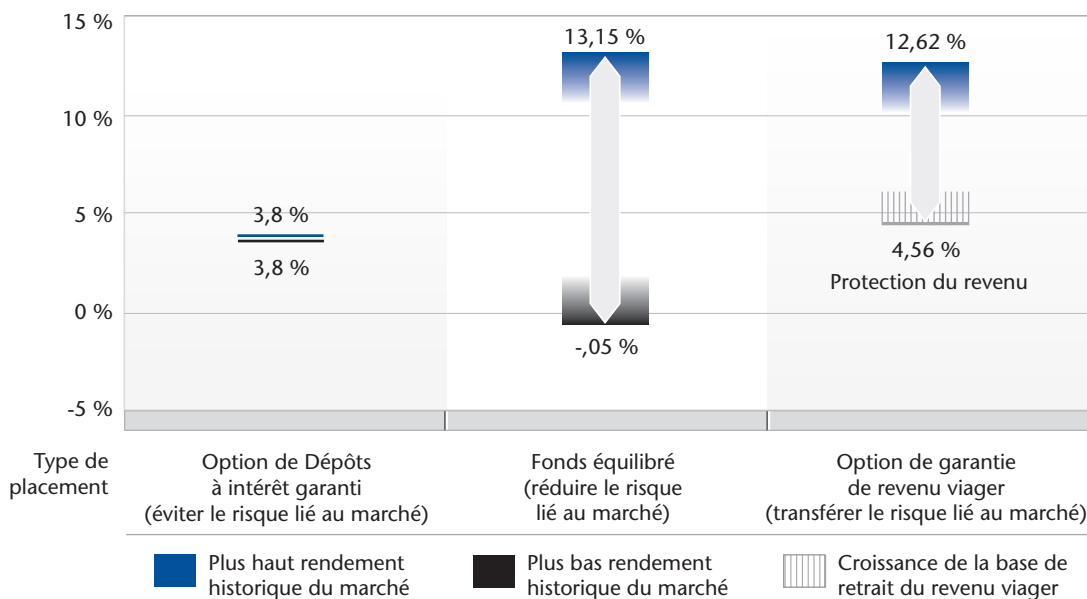 15 %
13,15 %
12,62 %
10 %
5 %
3,8 %
3,8 %
4,56 %
Protection du revenu
0 %
-,05 %
-5 %
Type de
placement
Option de Dépôts
à intérêt garanti
(éviter le risque lié au marché)
Fonds équilibré
(réduire le risque
lié au marché)
Option de garantie
de revenu viager
(transférer le risque lié au marché)
Plus haut rendement
historique du marché
Plus bas rendement
historique du marché
Croissance de la base de
retrait du revenu viager